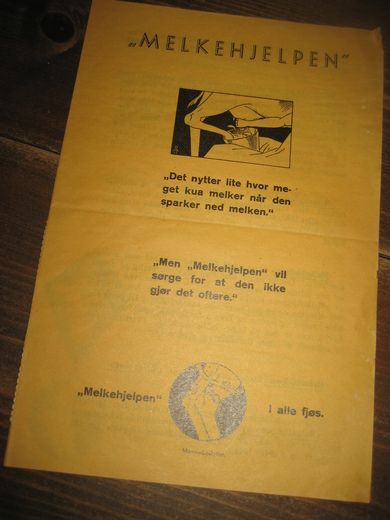 „MELKEHJELPEN"
„Det nytter lite hvor me-
get kua melker når den
sparker ned melken.“
„Men „Melkehjelpen“ vil
sørge for at den ikke
gjør det oftere.“
„Melkehjelpen“
i alle fjøs.